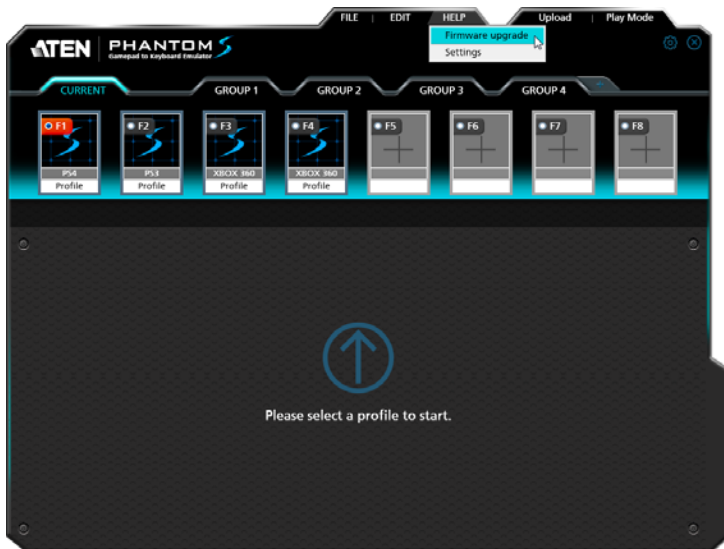 FILE | EDIT HELP Upload | Play Mode
Firmware upgrade
Settings
ATEN PHANTOM S
Gamepad to Keyboard Emulator
CURRENT GROUP 1 GROUP 2 GROUP 3 GROUP 4
F1 F2 F3 F4 F5 F6 F7 F8
PS4 PS3 XBOX 360 XBOX 360
Profile Profile Profile Profile
Please select a profile to start.